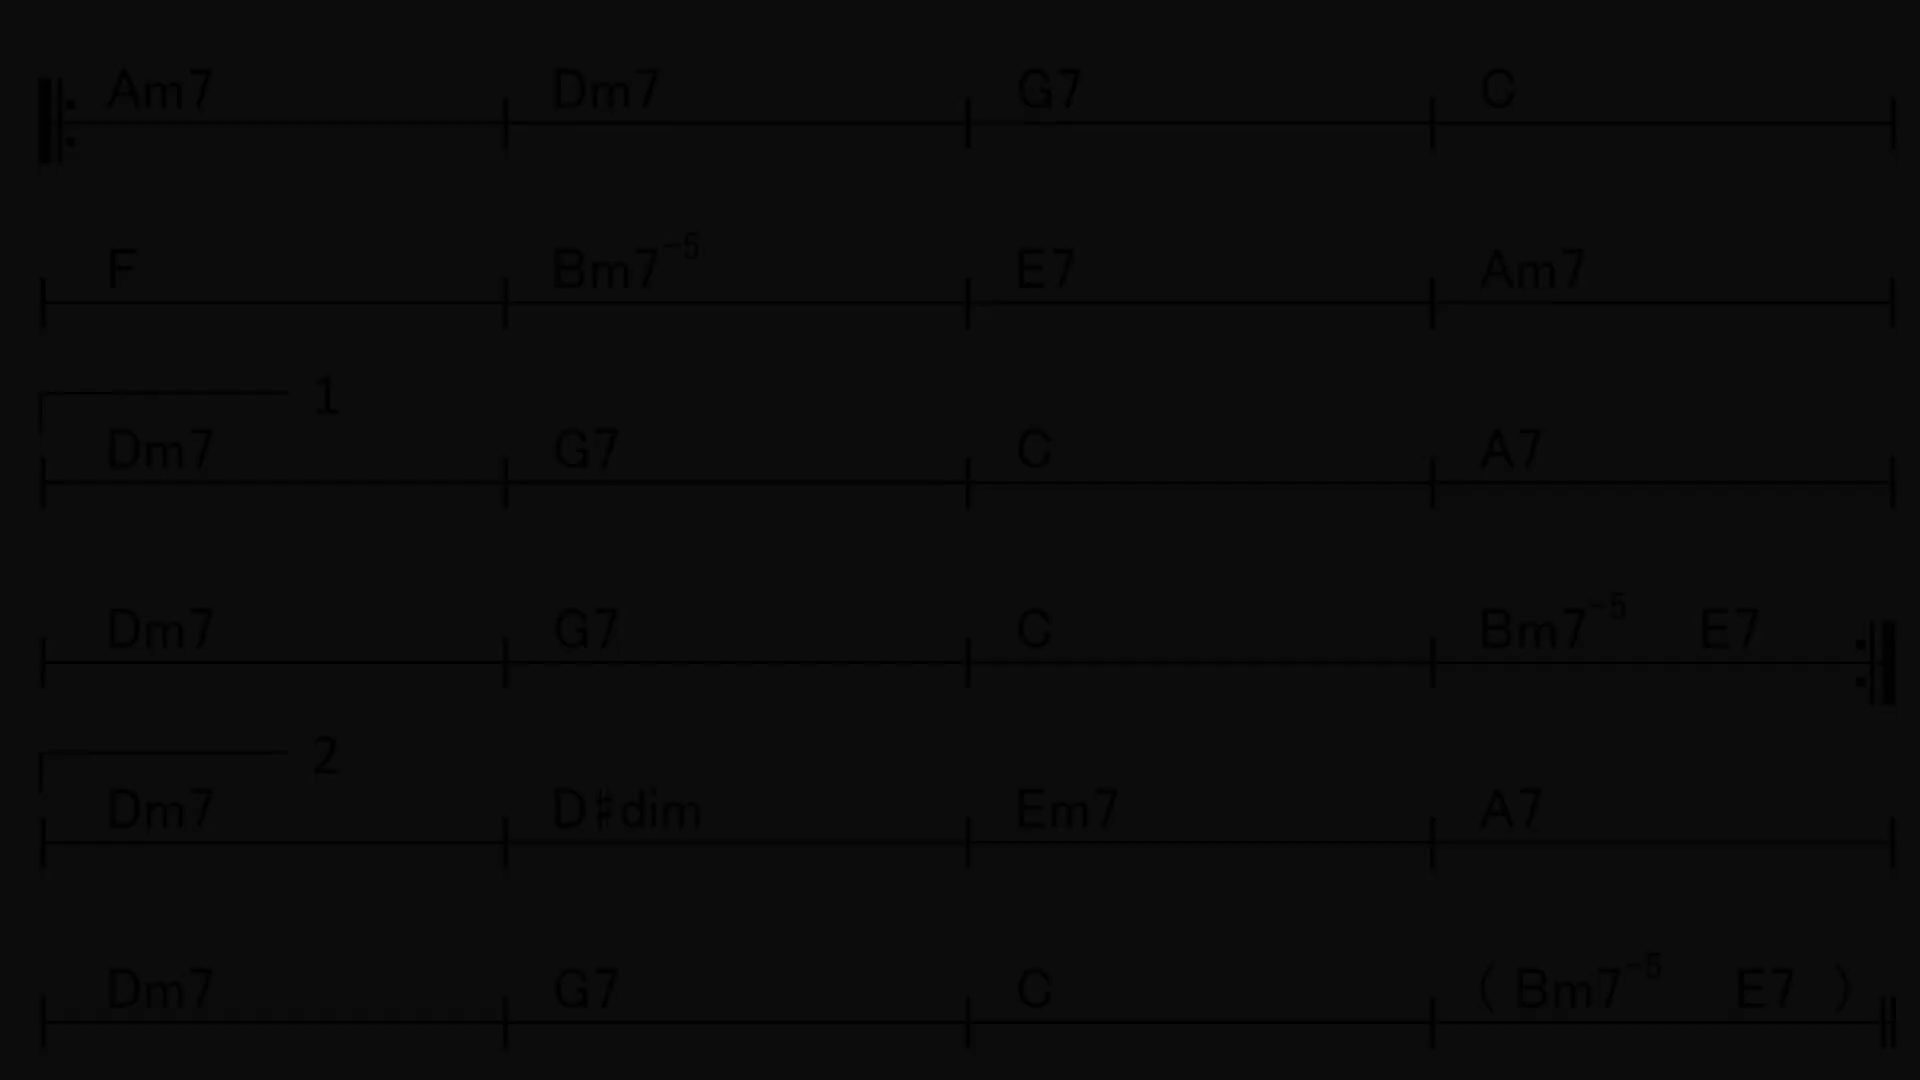 Am7 Dm7 G7 C
F Bm7-5 E7 Am7
1
Dm7 G7 C A7
Dm7 G7 C Bm7-5 E7
2
Dm7 D♯dim Em7 A7
Dm7 G7 C ( Bm7-5 E7 )